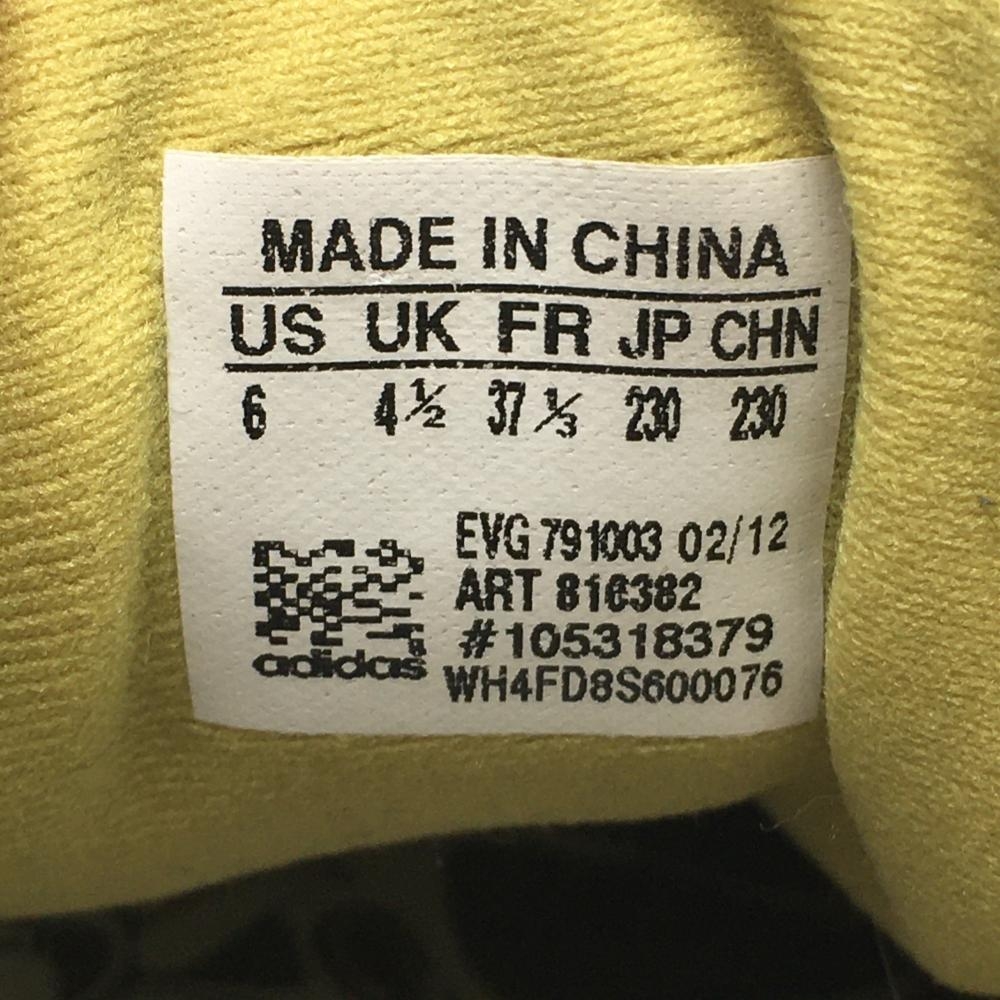 MADE IN CHINA
US UK FR JP CHN
6 4½ 37⅓ 230 230
EVG 791003 02/12
ART 816382
#105318379
WH4FD8S600076
adidas